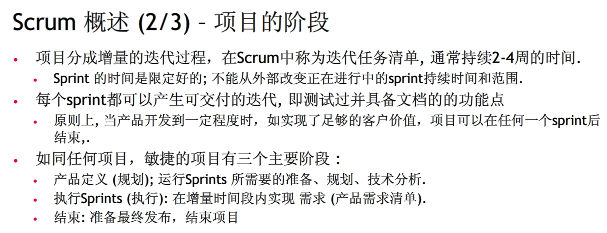 Scrum 概述 (2/3) - 项目的阶段
• 项目分成增量的迭代过程，在Scrum中称为迭代任务清单, 通常持续2-4周的时间.
• Sprint 的时间是限定好的; 不能从外部改变正在进行中的sprint持续时间和范围.
• 每个sprint都可以产生可交付的迭代, 即测试过并具备文档的的功能点
• 原则上, 当产品开发到一定程度时，如实现了足够的客户价值，项目可以在任何一个sprint后
结束,.
• 如同任何项目，敏捷的项目有三个主要阶段：
• 产品定义 (规划); 运行Sprints 所需要的准备、规划、技术分析.
• 执行Sprints (执行): 在增量时间段内实现 需求 (产品需求清单).
• 结束: 准备最终发布，结束项目